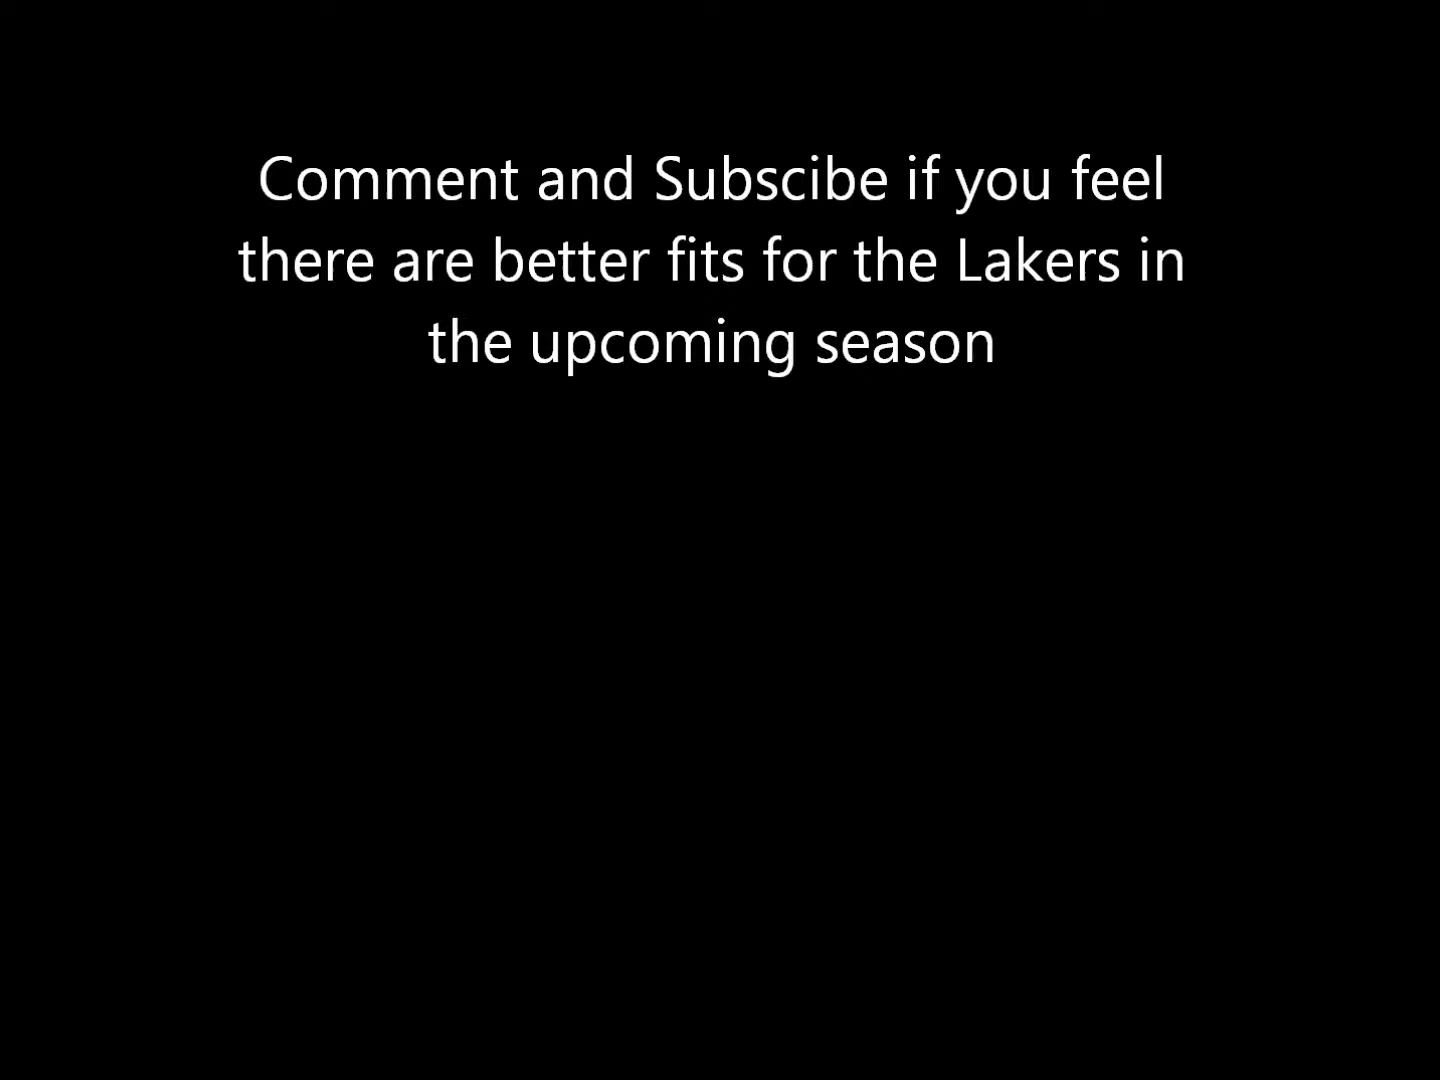 Comment and Subscibe if you feel
there are better fits for the Lakers in
the upcoming season